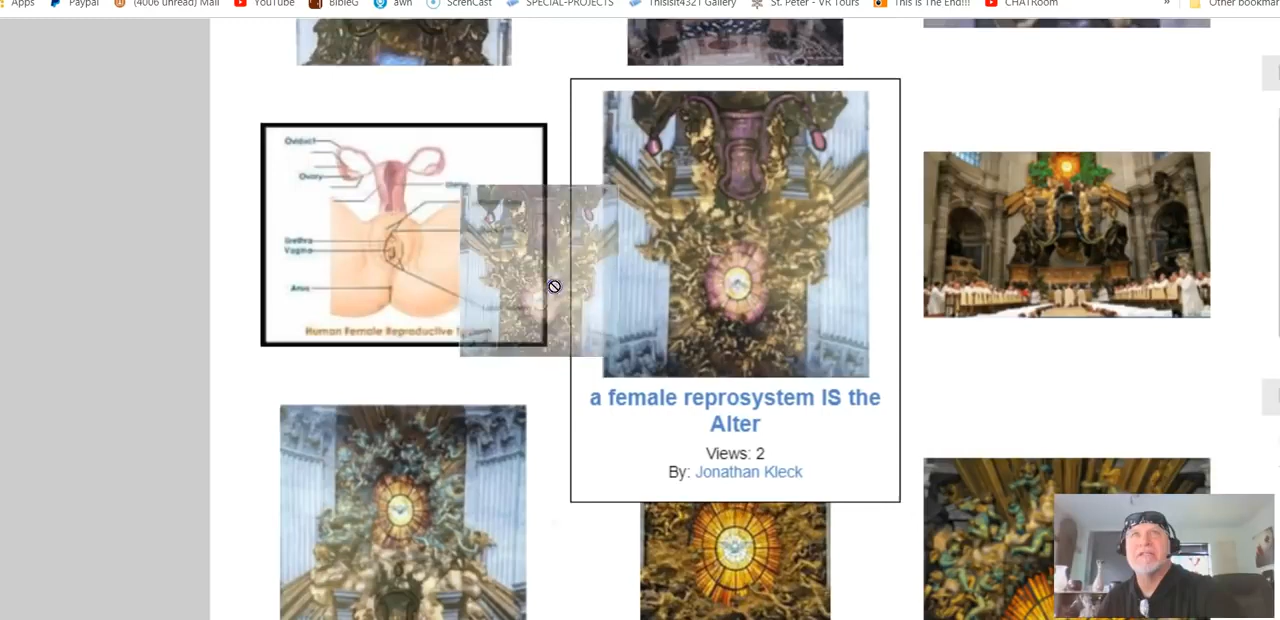 Apps Paypal (4006 unread) Mail YouTube BibleG awn ScrenCast SPECIAL-PROJECTS Thisisit4321 Gallery St. Peter - VR Tours This Is The End!!! CHATRoom » Other bookmar
Oviduct
Ovary
Urethra
Vagina
Anus
Human Female Reproductive
a female reprosystem IS the
Alter
Views: 2
By: Jonathan Kleck